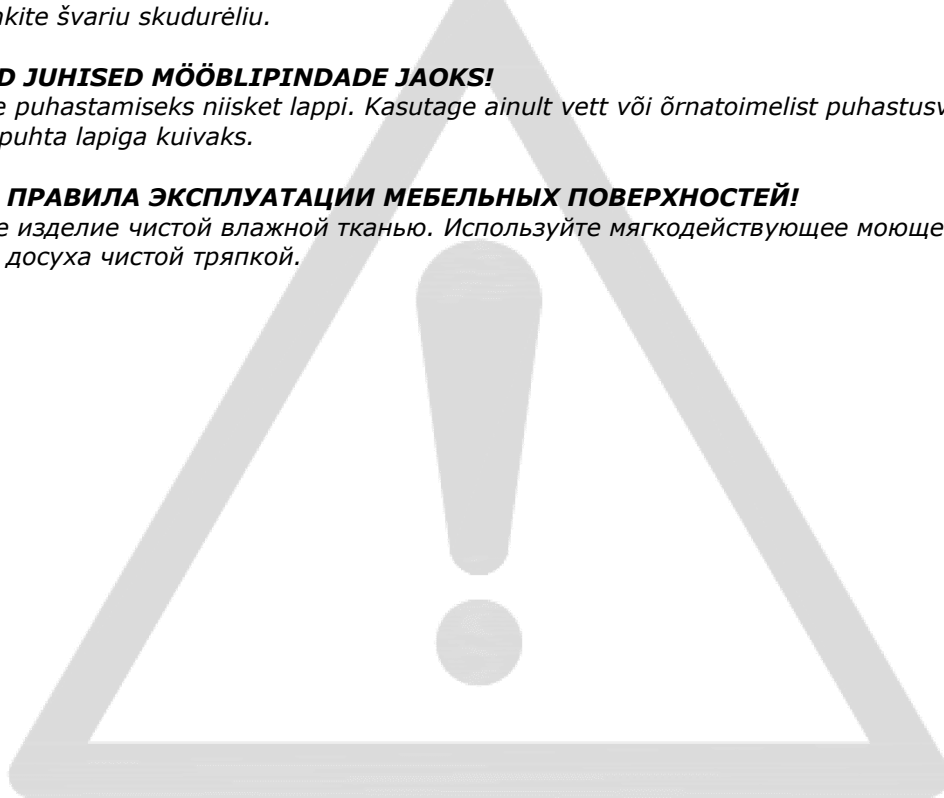 kite švariu skudurėliu.
D JUHISED MÖÖBLIPINDADE JAOKS!
e puhastamiseks niisket lappi. Kasutage ainult vett või õrnatoimelist puhastusv
puhta lapiga kuivaks.
ПРАВИЛА ЭКСПЛУАТАЦИИ МЕБЕЛЬНЫХ ПОВЕРХНОСТЕЙ!
е изделие чистой влажной тканью. Используйте мягкодействующее моюще
досуха чистой тряпкой.